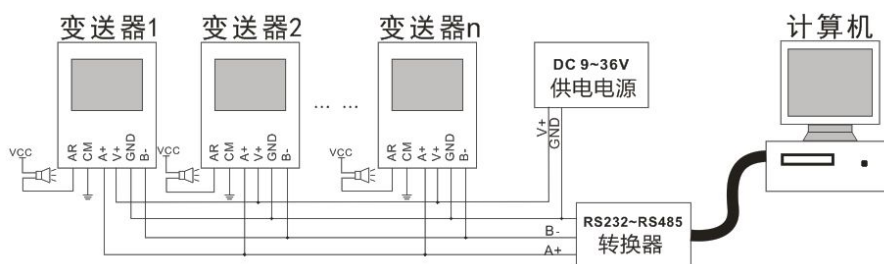 变送器1
变送器2
变送器n
计算机
DC 9~36V
供电电源
... ...
V+
GND
VCC
AR
CM
A+
V+
GND
B-
VCC
AR
CM
A+
V+
GND
B-
VCC
AR
CM
A+
V+
GND
B-
RS232~RS485
转换器
B-
A+